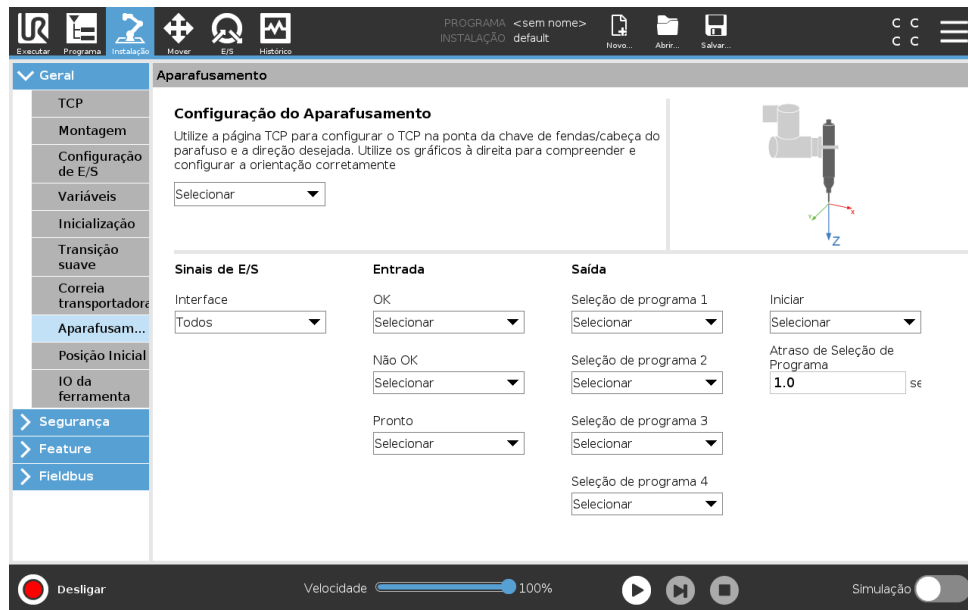 PROGRAMA <sem nome>
INSTALAÇÃO default
C C
C C
Executar Programa Instalação Mover E/S Histórico Novo... Abrir... Salvar...
Geral
Aparafusamento
TCP
Montagem
Configuração
de E/S
Variáveis
Inicialização
Transição
suave
Correia
transportadora
Aparafusam...
Posição Inicial
IO da
ferramenta
Segurança
Feature
Fieldbus
Configuração do Aparafusamento
Utilize a página TCP para configurar o TCP na ponta da chave de fendas/cabeça do
parafuso e a direção desejada. Utilize os gráficos à direita para compreender e
configurar a orientação corretamente
Selecionar
Y X
Z
Sinais de E/S Entrada Saída
Interface OK Seleção de programa 1 Iniciar
Todos Selecionar Selecionar Selecionar
Não OK Seleção de programa 2 Atraso de Seleção de
Programa
Selecionar Selecionar 1.0 se
Pronto Seleção de programa 3
Selecionar Selecionar
Seleção de programa 4
Selecionar
Desligar Velocidade 100% Simulação